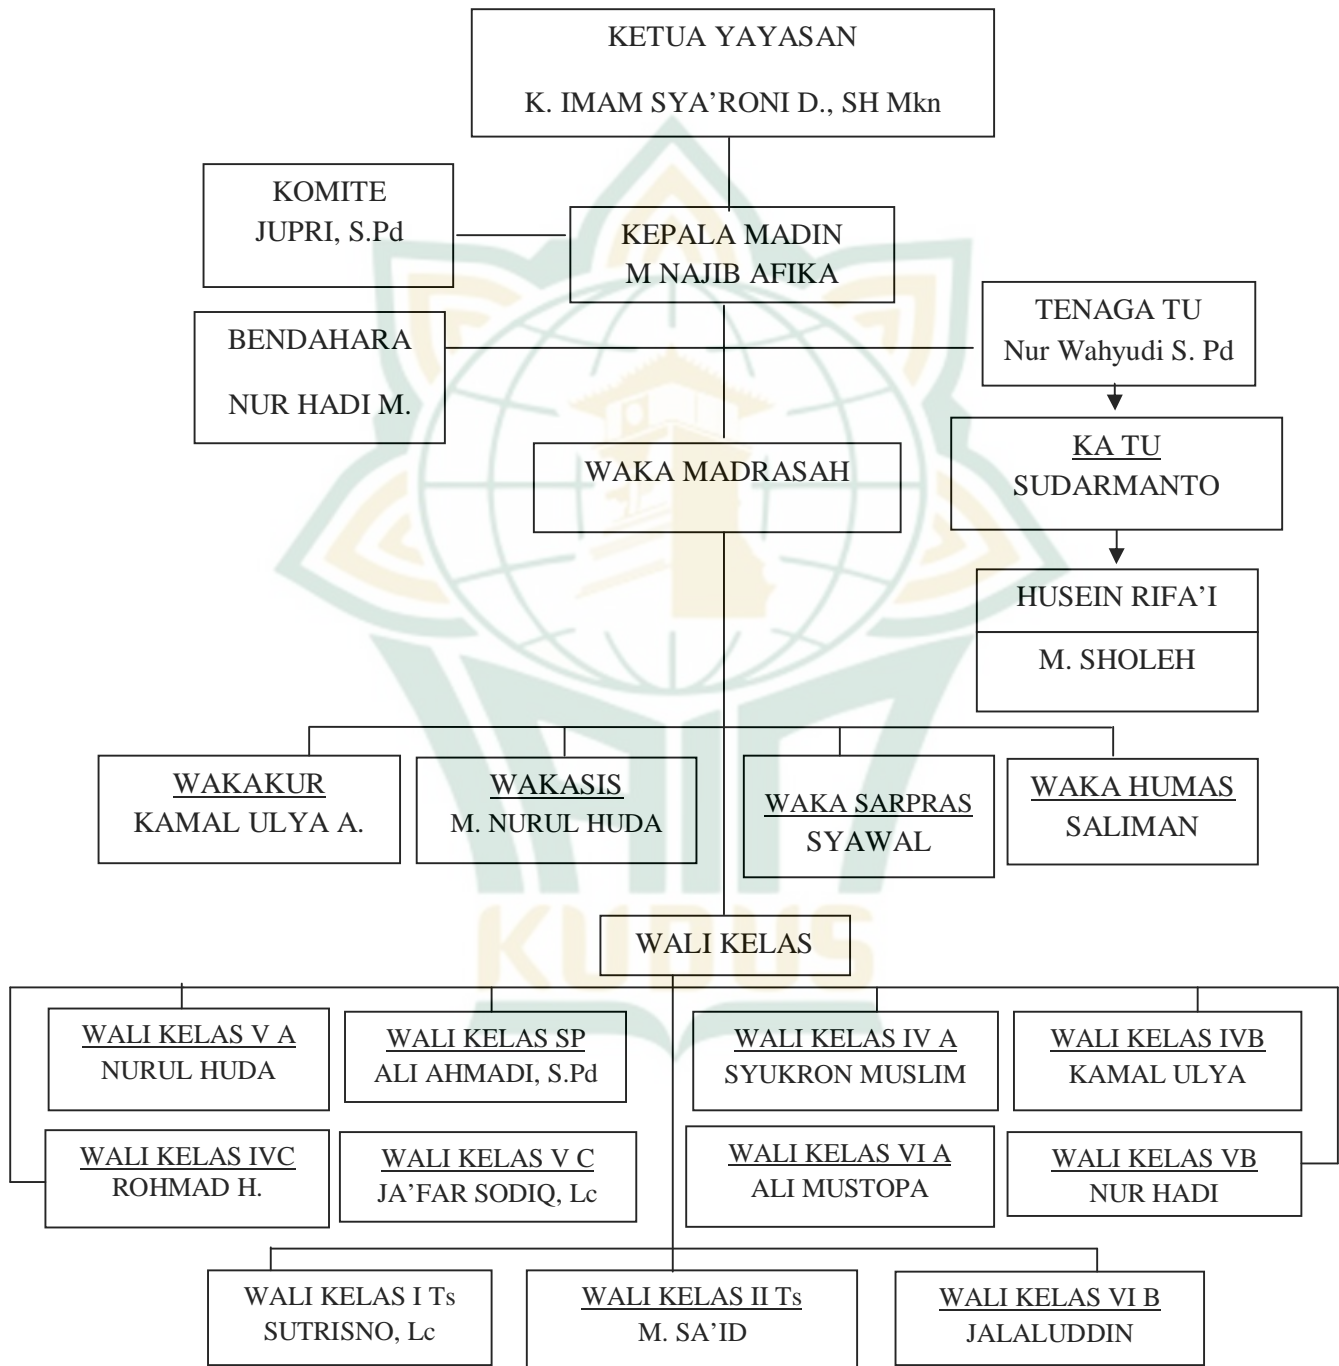 KETUA YAYASAN
K. IMAM SYA’RONI D., SH Mkn
KOMITE
JUPRI, S.Pd
KEPALA MADIN
M NAJIB AFIKA
BENDAHARA
NUR HADI M.
TENAGA TU
Nur Wahyudi S. Pd
KA TU
SUDARMANTO
WAKA MADRASAH
HUSEIN RIFA’I
M. SHOLEH
WAKAKUR
KAMAL ULYA A.
WAKASIS
M. NURUL HUDA
WAKA SARPRAS
SYAWAL
WAKA HUMAS
SALIMAN
WALI KELAS
KUDUS
WALI KELAS V A
NURUL HUDA
WALI KELAS SP
ALI AHMADI, S.Pd
WALI KELAS IV A
SYUKRON MUSLIM
WALI KELAS IVB
KAMAL ULYA
WALI KELAS IVC
ROHMAD H.
WALI KELAS V C
JA’FAR SODIQ, Lc
WALI KELAS VI A
ALI MUSTOPA
WALI KELAS VB
NUR HADI
WALI KELAS I Ts
SUTRISNO, Lc
WALI KELAS II Ts
M. SA’ID
WALI KELAS VI B
JALALUDDIN